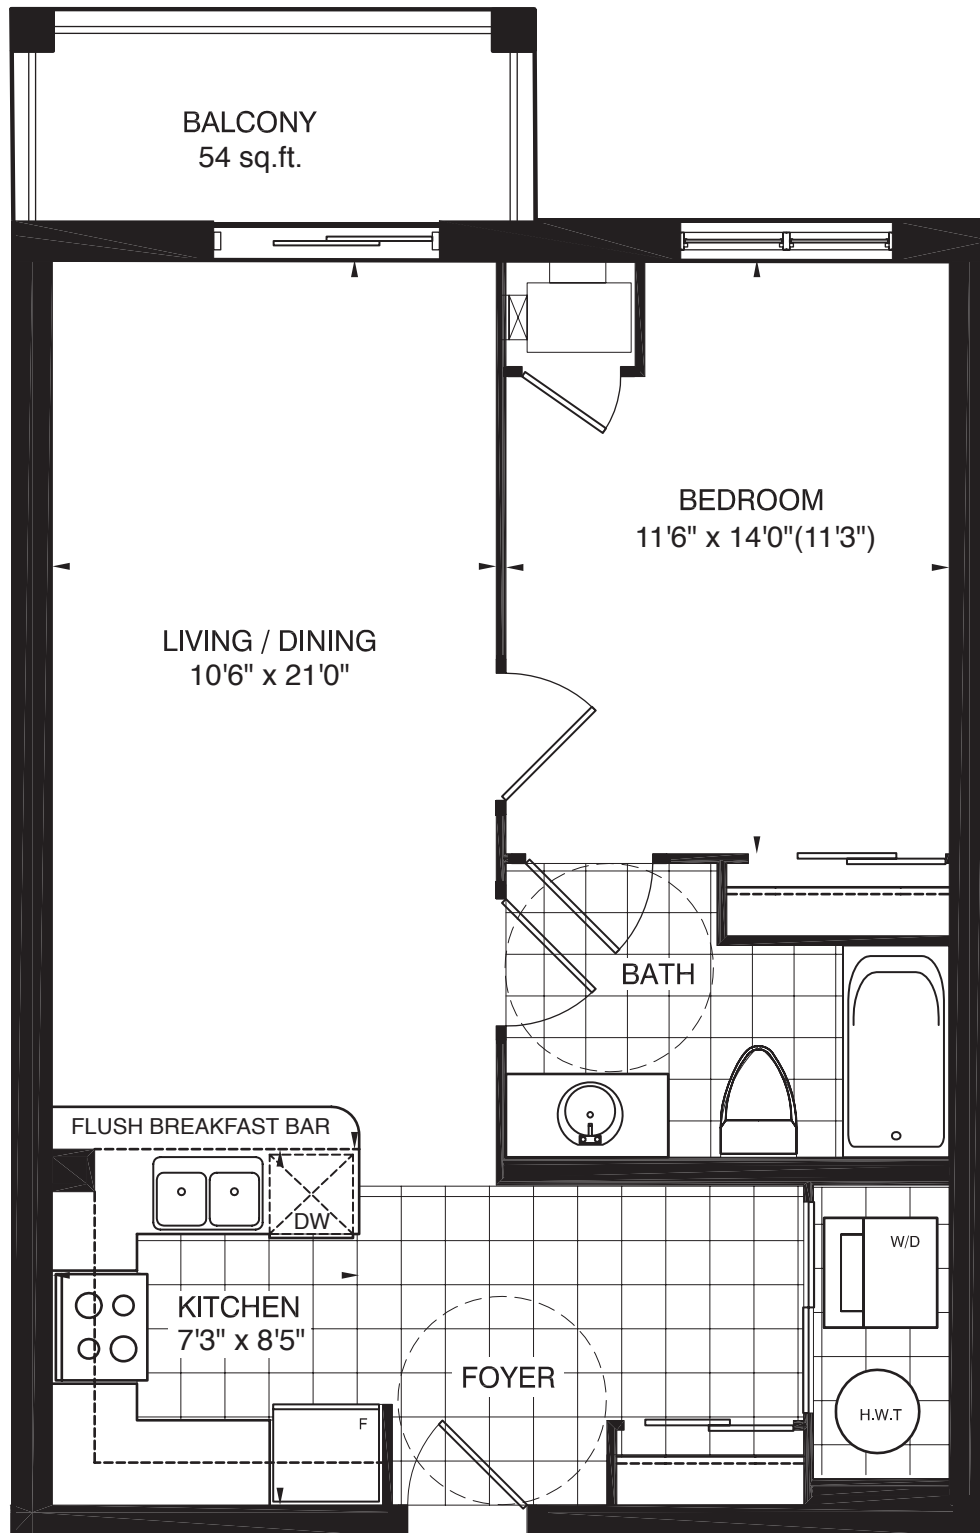 BALCONY
54 sq.ft.
BEDROOM
11'6" x 14'0"(11'3")
LIVING / DINING
10'6" x 21'0"
BATH
FLUSH BREAKFAST BAR
DW
W/D
KITCHEN
7'3" x 8'5"
FOYER
F
H.W.T